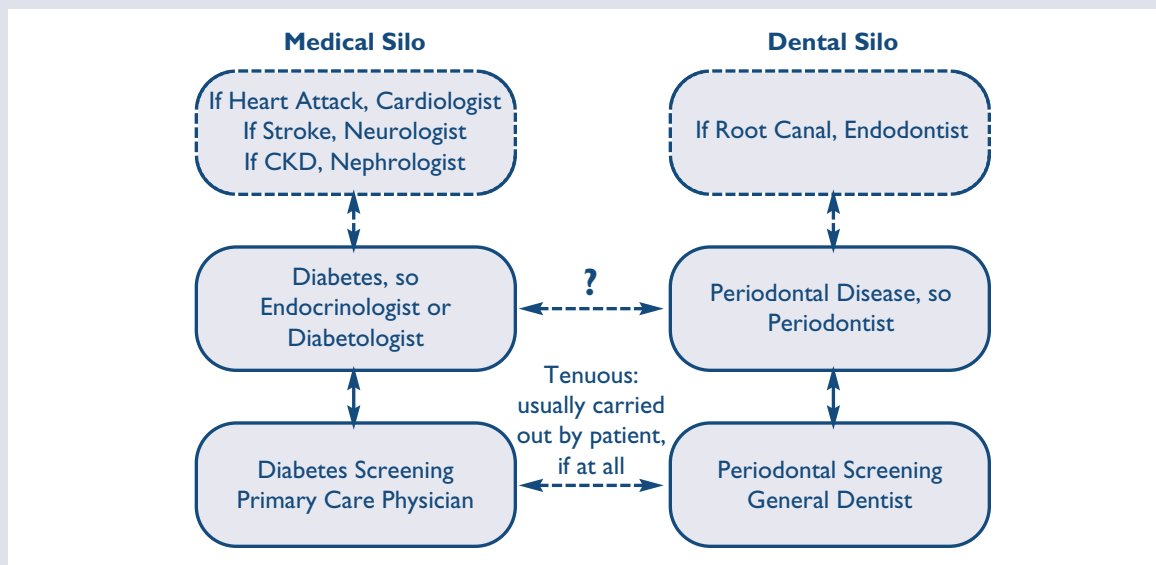 Medical Silo
Dental Silo
If Heart Attack, Cardiologist
If Stroke, Neurologist
If CKD, Nephrologist
If Root Canal, Endodontist
Diabetes, so
Endocrinologist or
Diabetologist
?
Periodontal Disease, so
Periodontist
Tenuous:
usually carried
out by patient,
if at all
Diabetes Screening
Primary Care Physician
Periodontal Screening
General Dentist